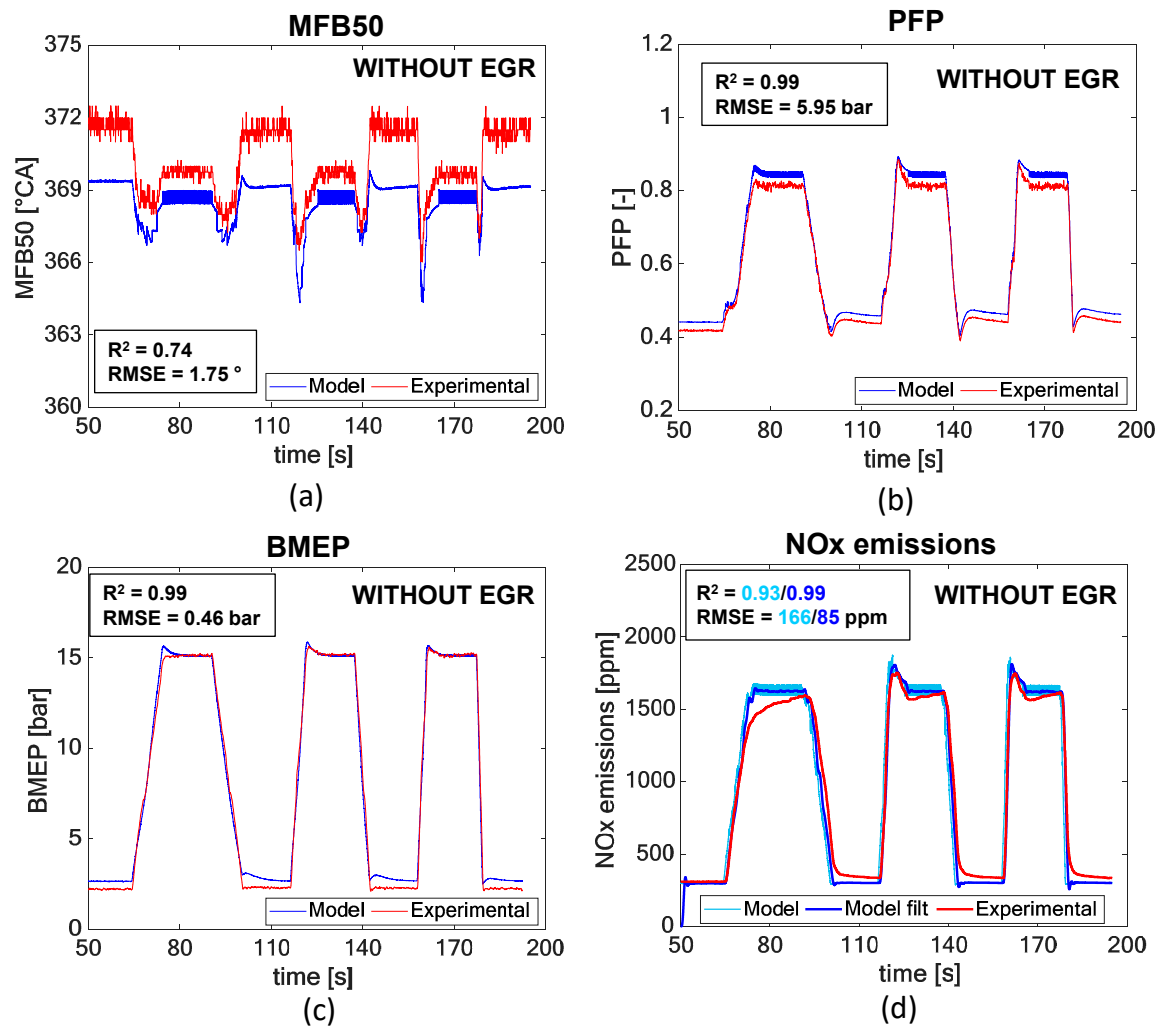 MFB50
WITHOUT EGR
375
372
369
366
363
360
MFB50 [°CA]
R² = 0.74
RMSE = 1.75 °
Model
Experimental
50 80 110 140 170 200
time [s]
(a)
PFP
WITHOUT EGR
R² = 0.99
RMSE = 5.95 bar
1.2
1
0.8
0.6
0.4
0.2
PFP [-]
Model
Experimental
50 80 110 140 170 200
time [s]
(b)
BMEP
R² = 0.99
RMSE = 0.46 bar
WITHOUT EGR
20
15
10
5
0
BMEP [bar]
Model
Experimental
50 80 110 140 170 200
time [s]
(c)
NOx emissions
R² = 0.93/0.99
RMSE = 166/85 ppm
WITHOUT EGR
2500
2000
1500
1000
500
0
NOx emissions [ppm]
Model
Model filt
Experimental
50 80 110 140 170 200
time [s]
(d)